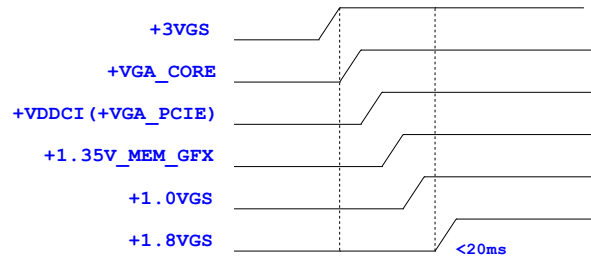 +3VGS
+VGA_CORE
+VDDCI(+VGA_PCIE)
+1.35V_MEM_GFX
+1.0VGS
+1.8VGS
<20ms